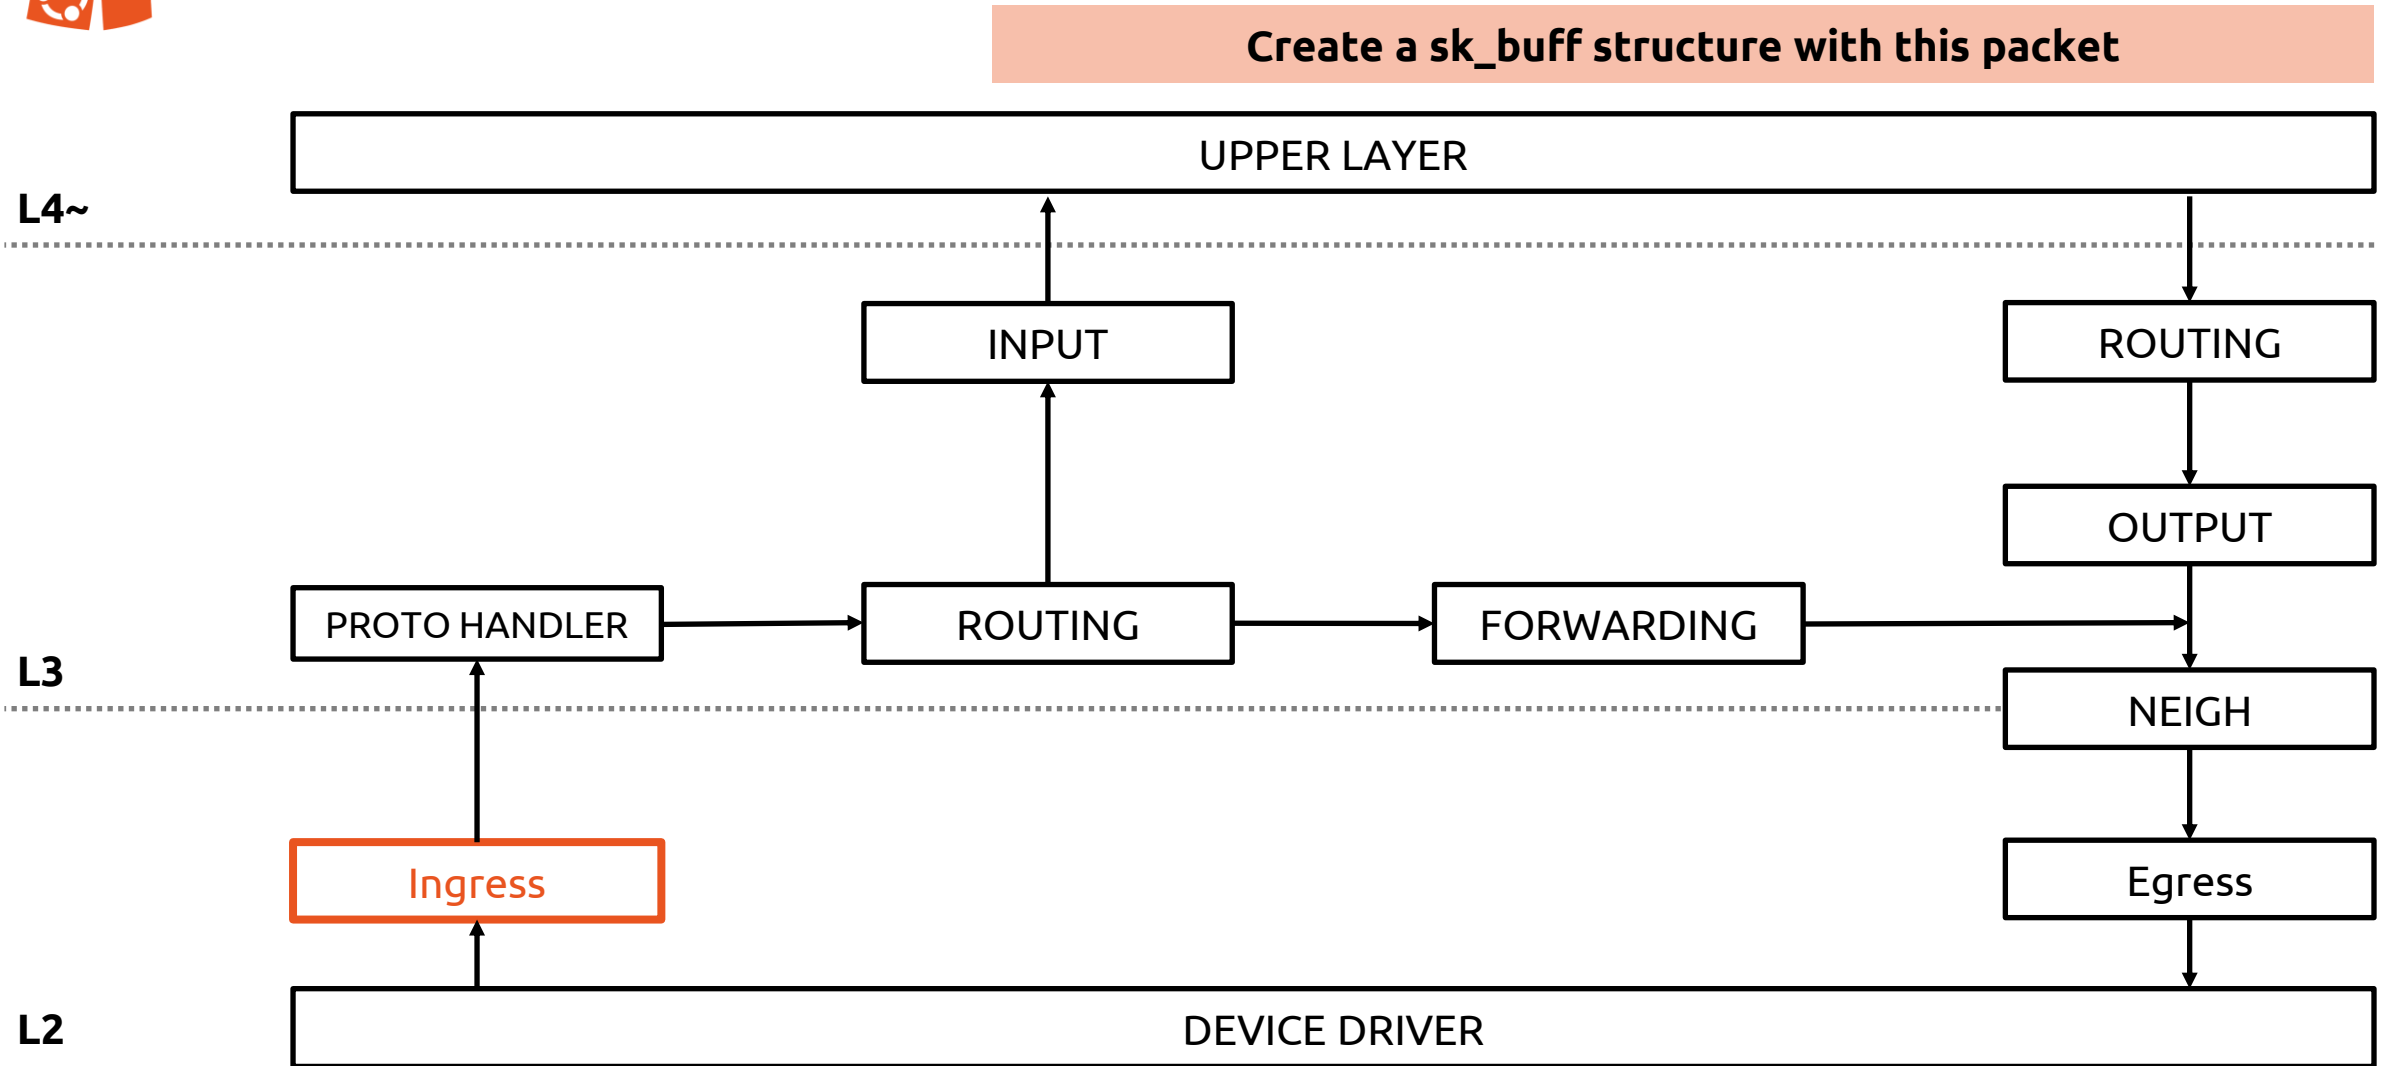 Create a sk_buff structure with this packet
UPPER LAYER
L4~
INPUT
ROUTING
OUTPUT
PROTO HANDLER
ROUTING
FORWARDING
L3
NEIGH
Ingress
Egress
L2
DEVICE DRIVER